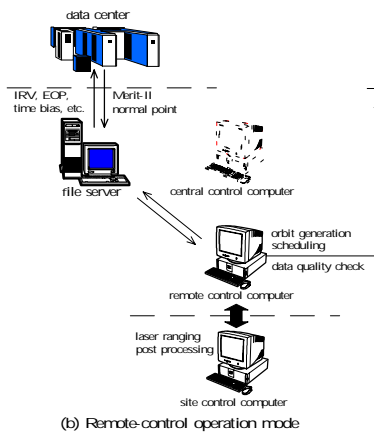 data center
IRV, EOP,
time bias, etc.
Merit-II
normal point
file server
central control computer
orbit generation
scheduling
data quality check
remote control computer
laser ranging
post processing
site control computer
(b) Remote-control operation mode